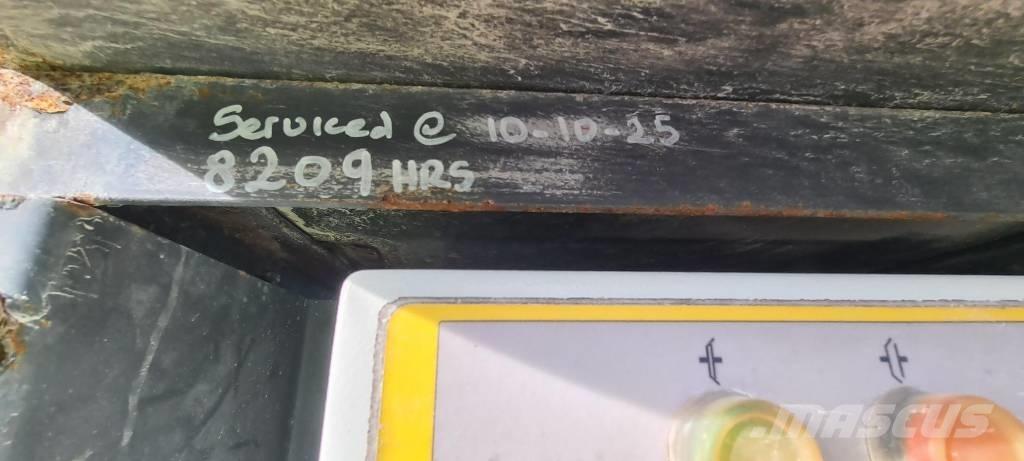 Serviced @ 10-10-25
8209 HRS
MASCUS